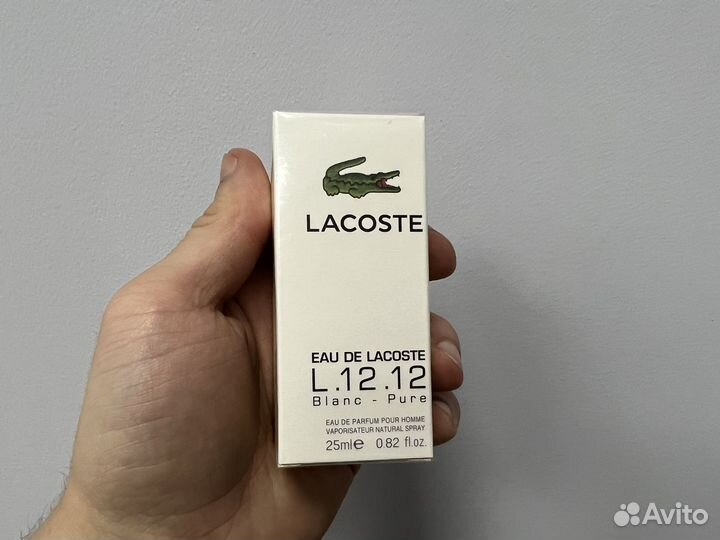 LACOSTE
EAU DE LACOSTE
L.12.12
Blanc - Pure
EAU DE PARFUM POUR HOMME
VAPORISATEUR NATURAL SPRAY
25ml℮ 0.82 fl.oz.
Avito